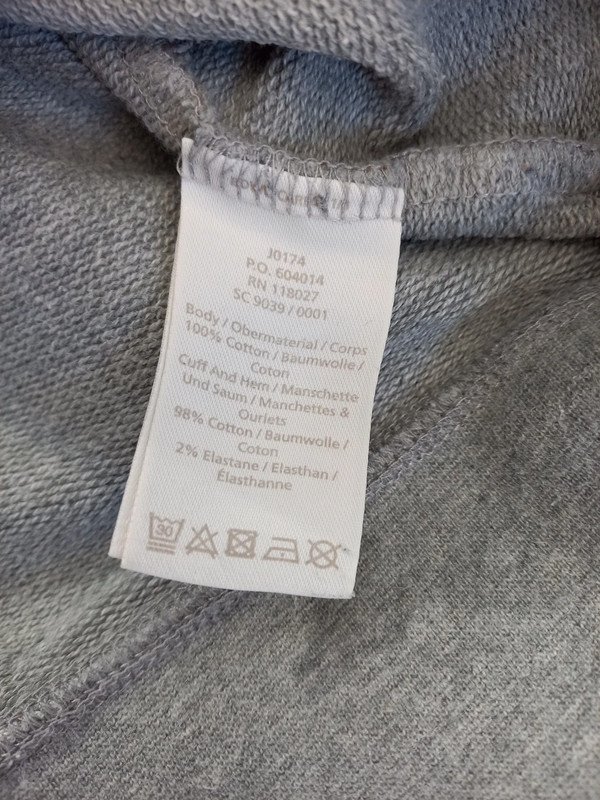 J0174
P.O. 604014
RN 118027
SC 9039 / 0001
Body / Obermaterial / Corps
100% Cotton / Baumwolle /
Coton
Cuff And Hem / Manschette
Und Saum / Manchettes &
Ourlets
98% Cotton / Baumwolle /
Coton
2% Elastane / Elasthan /
Élasthanne
30